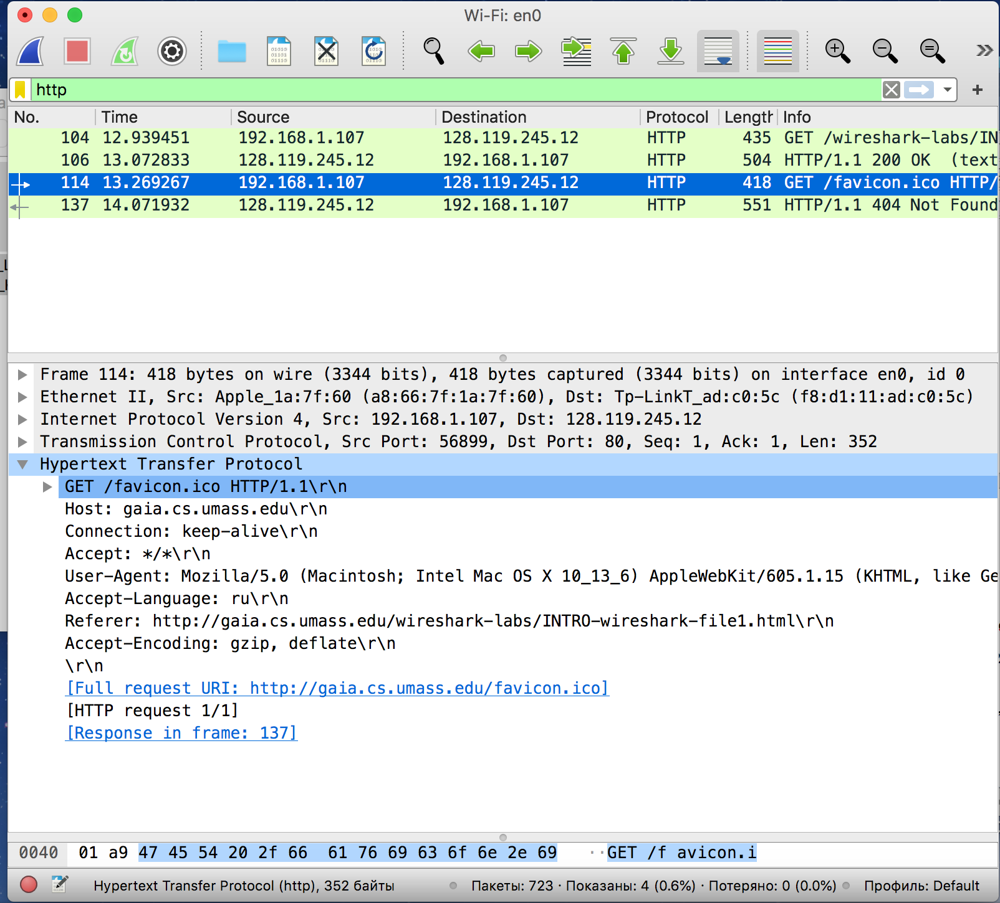 Wi-Fi: en0
http
No. Time Source Destination Protocol Length Info
104 12.939451 192.168.1.107 128.119.245.12 HTTP 435 GET /wireshark-labs/IN
106 13.072833 128.119.245.12 192.168.1.107 HTTP 504 HTTP/1.1 200 OK (text
114 13.269267 192.168.1.107 128.119.245.12 HTTP 418 GET /favicon.ico HTTP/
137 14.071932 128.119.245.12 192.168.1.107 HTTP 551 HTTP/1.1 404 Not Found
Frame 114: 418 bytes on wire (3344 bits), 418 bytes captured (3344 bits) on interface en0, id 0
Ethernet II, Src: Apple_1a:7f:60 (a8:66:7f:1a:7f:60), Dst: Tp-LinkT_ad:c0:5c (f8:d1:11:ad:c0:5c)
Internet Protocol Version 4, Src: 192.168.1.107, Dst: 128.119.245.12
Transmission Control Protocol, Src Port: 56899, Dst Port: 80, Seq: 1, Ack: 1, Len: 352
Hypertext Transfer Protocol
GET /favicon.ico HTTP/1.1\r\n
Host: gaia.cs.umass.edu\r\n
Connection: keep-alive\r\n
Accept: */*\r\n
User-Agent: Mozilla/5.0 (Macintosh; Intel Mac OS X 10_13_6) AppleWebKit/605.1.15 (KHTML, like Ge
Accept-Language: ru\r\n
Referer: http://gaia.cs.umass.edu/wireshark-labs/INTRO-wireshark-file1.html\r\n
Accept-Encoding: gzip, deflate\r\n
\r\n
[Full request URI: http://gaia.cs.umass.edu/favicon.ico]
[HTTP request 1/1]
[Response in frame: 137]
0040 01 a9 47 45 54 20 2f 66 61 76 69 63 6f 6e 2e 69 ··GET /f avicon.i
Hypertext Transfer Protocol (http), 352 байты Пакеты: 723 · Показаны: 4 (0.6%) · Потеряно: 0 (0.0%) Профиль: Default